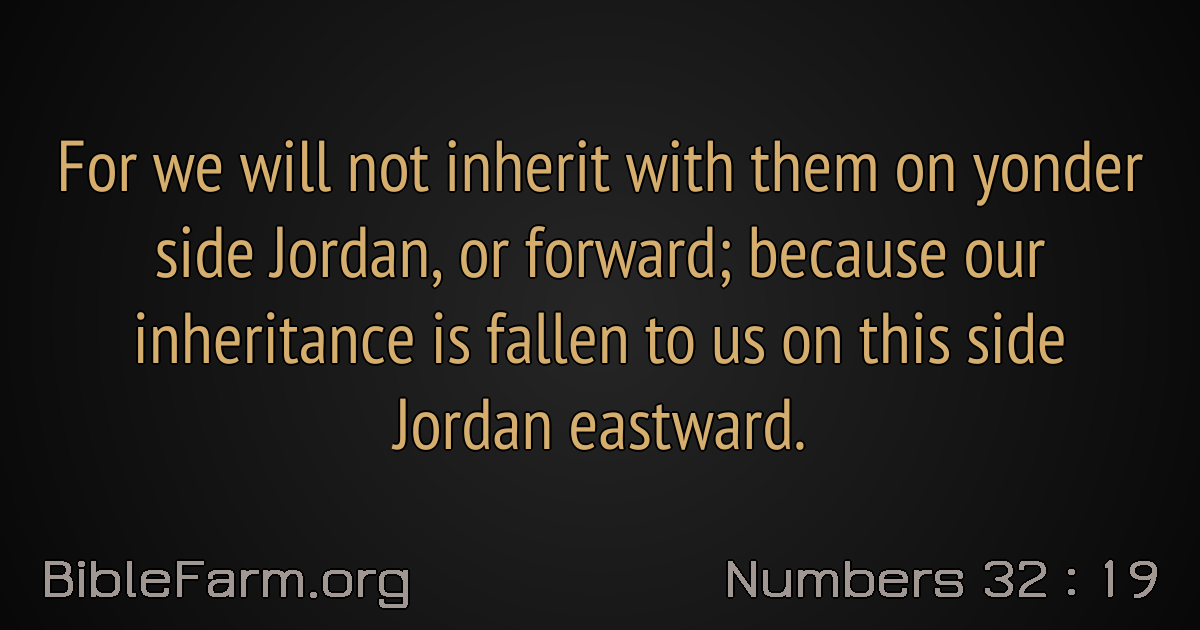 For we will not inherit with them on yonder
side Jordan, or forward; because our
inheritance is fallen to us on this side
Jordan eastward.
BibleFarm.org
Numbers 32 : 19